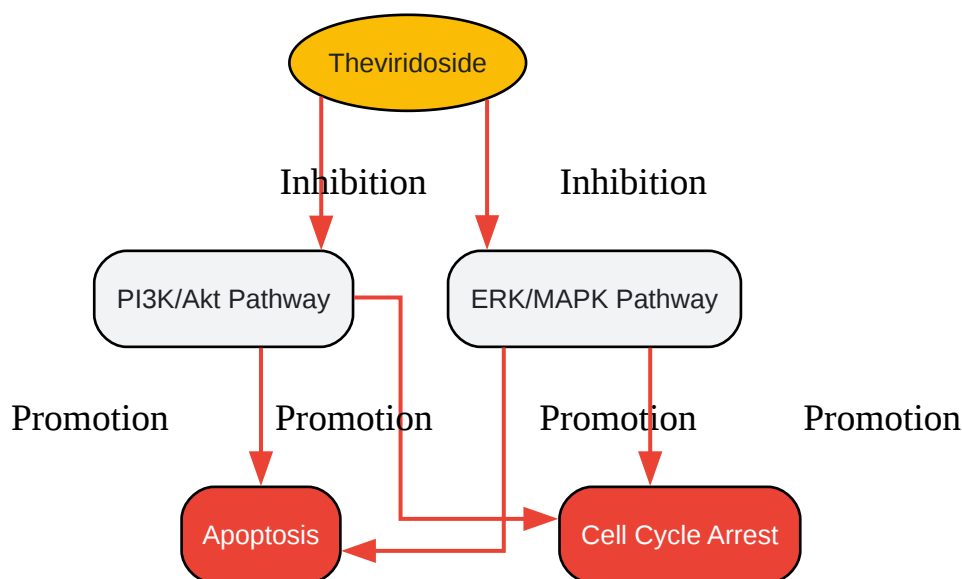 Theviridoside
Inhibition
Inhibition
PI3K/Akt Pathway
ERK/MAPK Pathway
Promotion
Promotion
Promotion
Promotion
Apoptosis
Cell Cycle Arrest